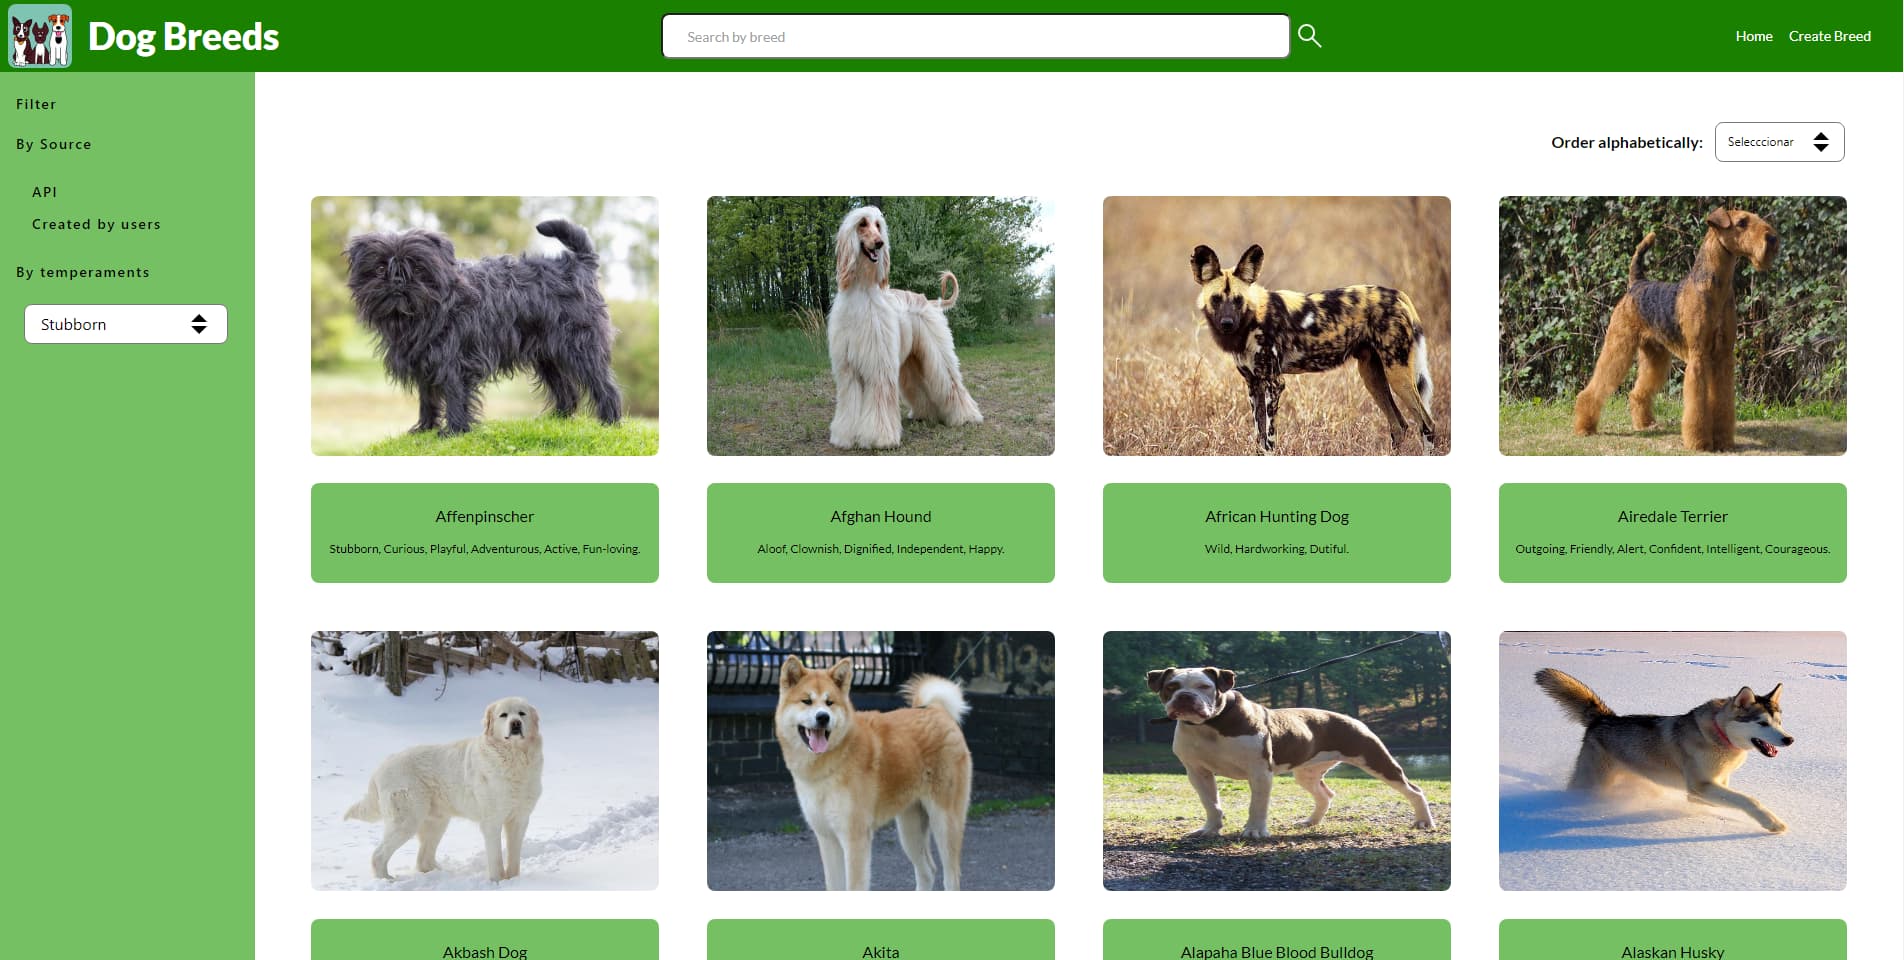 Dog Breeds
Search by breed
Home
Create Breed
Filter
By Source
API
Created by users
By temperaments
Stubborn
Order alphabetically:
Selecccionar
Affenpinscher
Stubborn, Curious, Playful, Adventurous, Active, Fun-loving.
Afghan Hound
Aloof, Clownish, Dignified, Independent, Happy.
African Hunting Dog
Wild, Hardworking, Dutiful.
Airedale Terrier
Outgoing, Friendly, Alert, Confident, Intelligent, Courageous.
Akbash Dog
Akita
Alapaha Blue Blood Bulldog
Alaskan Husky